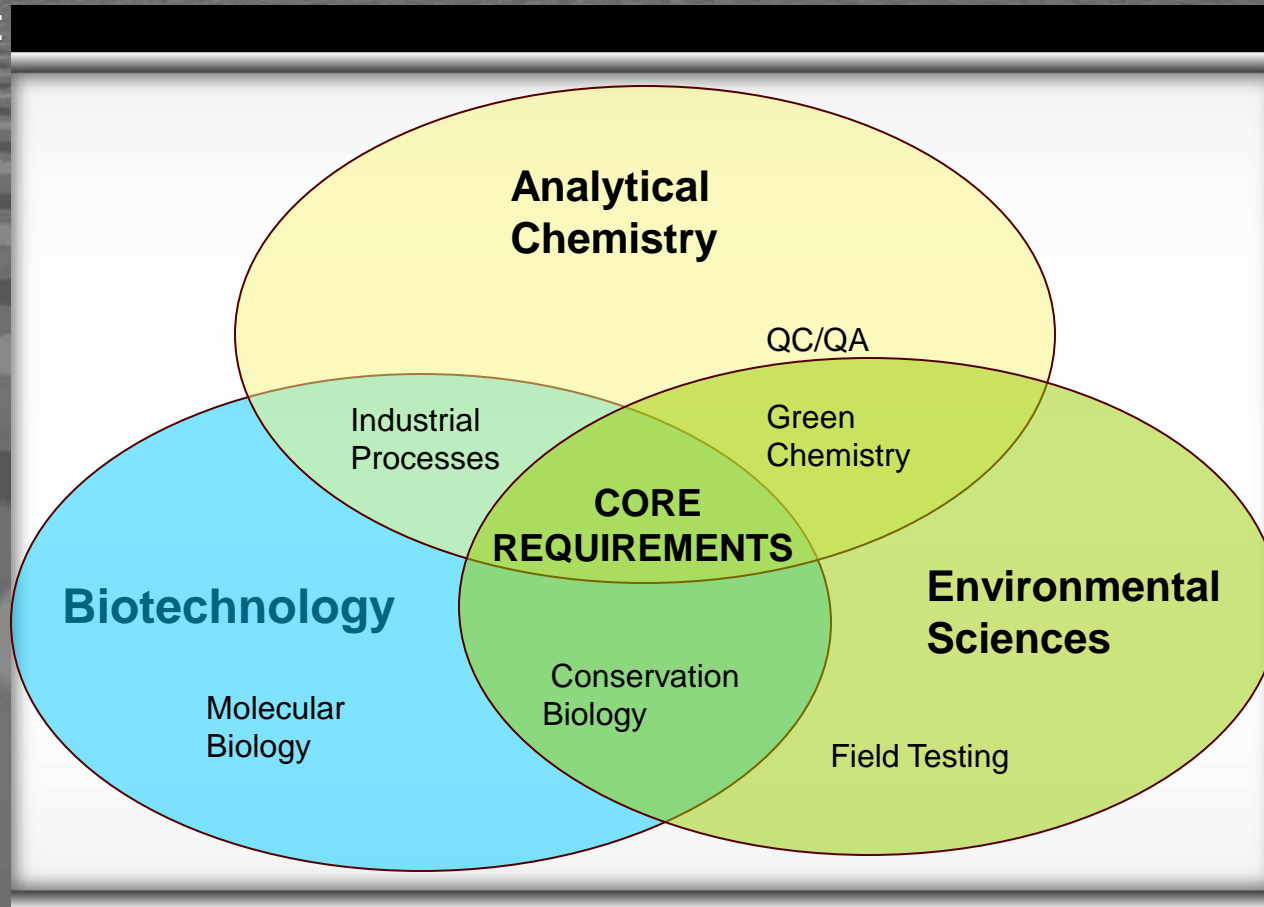 Analytical
Chemistry
QC/QA
Industrial
Processes
Green
Chemistry
CORE
REQUIREMENTS
Biotechnology
Environmental
Sciences
Conservation
Biology
Molecular
Biology
Field Testing